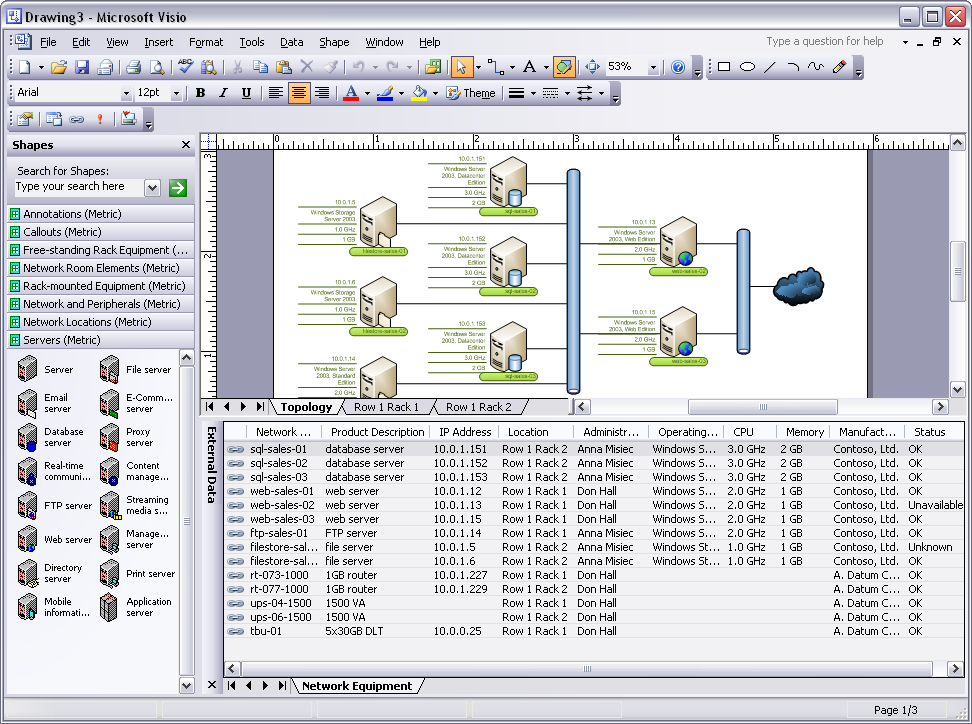 Drawing3 - Microsoft Visio
File Edit View Insert Format Tools Data Shape Window Help Type a question for help
ABC 53%
Arial 12pt B I U Theme
Shapes
Search for Shapes:
Type your search here
Annotations (Metric)
Callouts (Metric)
Free-standing Rack Equipment (...
Network Room Elements (Metric)
Rack-mounted Equipment (Metric)
Network and Peripherals (Metric)
Network Locations (Metric)
Servers (Metric)
Server File server
Email server E-Comm... server
Database server Proxy server
Real-time communi... Content manage...
FTP server Streaming media s...
Web server Manage... server
Directory server Print server
Mobile informati... Application server
0 1 2 3 4 5 6
3
2
1
10.0.1.151
Windows Server
2003, Datacenter
Edition
3.0 GHz
2 GB
sql-sales-01
10.0.1.5
Windows Storage
Server 2003
1.0 GHz
1 GB
filestore-sales-01
10.0.1.152
Windows Server
2003, Datacenter
Edition
3.0 GHz
2 GB
sql-sales-02
10.0.1.13
Windows Server
2003, Web Edition
2.0 GHz
1 GB
web-sales-02
10.0.1.6
Windows Storage
Server 2003
1.0 GHz
1 GB
filestore-sales-02
10.0.1.153
Windows Server
2003, Datacenter
Edition
3.0 GHz
2 GB
sql-sales-03
10.0.1.15
Windows Server
2003, Web Edition
2.0 GHz
1 GB
web-sales-03
10.0.1.14
Windows Server
2003, Standard
Edition
2.0 GHz
Topology Row 1 Rack 1 Row 1 Rack 2
External Data
Network ... Product Description IP Address Location Administr... Operating... CPU Memory Manufact... Status
sql-sales-01 database server 10.0.1.151 Row 1 Rack 2 Anna Misiec Windows S... 3.0 GHz 2 GB Contoso, Ltd. OK
sql-sales-02 database server 10.0.1.152 Row 1 Rack 2 Anna Misiec Windows S... 3.0 GHz 2 GB Contoso, Ltd. OK
sql-sales-03 database server 10.0.1.153 Row 1 Rack 2 Anna Misiec Windows S... 3.0 GHz 2 GB Contoso, Ltd. OK
web-sales-01 web server 10.0.1.12 Row 1 Rack 1 Don Hall Windows S... 2.0 GHz 1 GB Contoso, Ltd. OK
web-sales-02 web server 10.0.1.13 Row 1 Rack 1 Don Hall Windows S... 2.0 GHz 1 GB Contoso, Ltd. Unavailable
web-sales-03 web server 10.0.1.15 Row 1 Rack 1 Don Hall Windows S... 2.0 GHz 1 GB Contoso, Ltd. OK
ftp-sales-01 FTP server 10.0.1.14 Row 1 Rack 1 Don Hall Windows S... 2.0 GHz 1 GB Contoso, Ltd. OK
filestore-sal... file server 10.0.1.5 Row 1 Rack 2 Anna Misiec Windows St... 1.0 GHz 1 GB Contoso, Ltd. Unknown
filestore-sal... file server 10.0.1.6 Row 1 Rack 2 Anna Misiec Windows St... 1.0 GHz 1 GB Contoso, Ltd. OK
rt-073-1000 1GB router 10.0.1.227 Row 1 Rack 1 Don Hall A. Datum C... OK
rt-077-1000 1GB router 10.0.1.229 Row 1 Rack 2 Don Hall A. Datum C... OK
ups-04-1500 1500 VA Row 1 Rack 1 Don Hall A. Datum C... OK
ups-06-1500 1500 VA Row 1 Rack 2 Don Hall A. Datum C... OK
tbu-01 5x30GB DLT 10.0.0.25 Row 1 Rack 1 Don Hall A. Datum C... OK
Network Equipment
Page 1/3